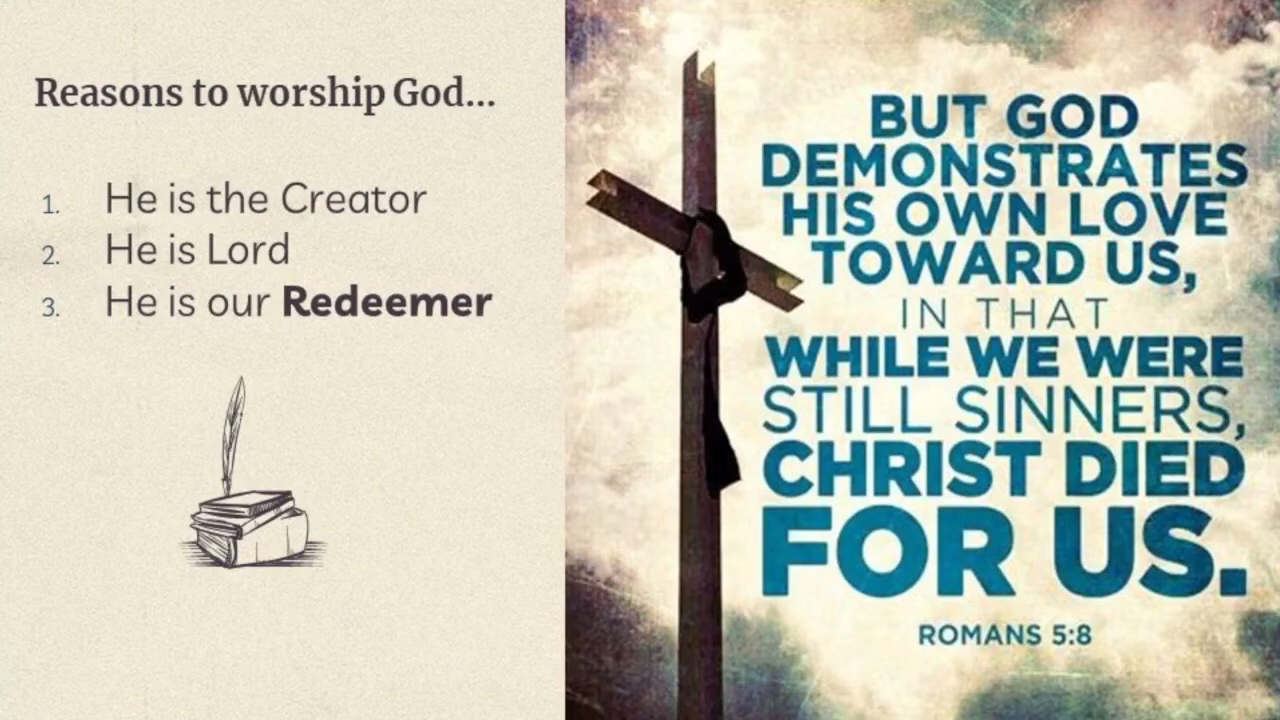 Reasons to worship God...
1. He is the Creator
2. He is Lord
3. He is our Redeemer
BUT GOD
DEMONSTRATES
HIS OWN LOVE
TOWARD US,
IN THAT
WHILE WE WERE
STILL SINNERS,
CHRIST DIED
FOR US.
ROMANS 5:8